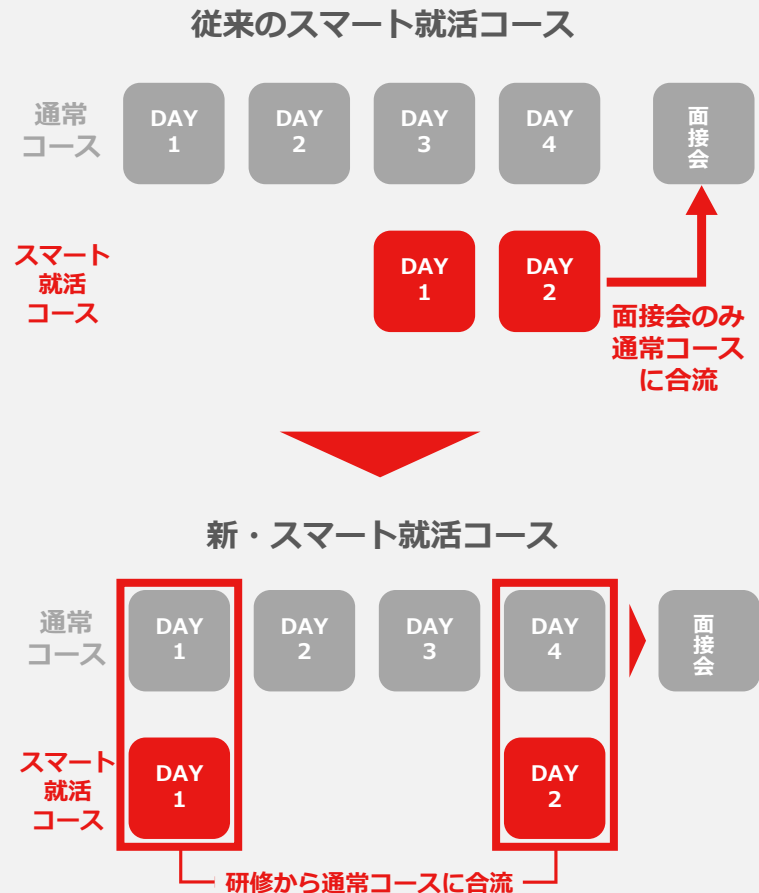 従来のスマート就活コース
通常
コース
DAY
1
DAY
2
DAY
3
DAY
4
面
接
会
スマート
就活
コース
DAY
1
DAY
2
面接会のみ
通常コース
に合流
新・スマート就活コース
通常
コース
DAY
1
DAY
2
DAY
3
DAY
4
面
接
会
スマート
就活
コース
DAY
1
DAY
2
研修から通常コースに合流